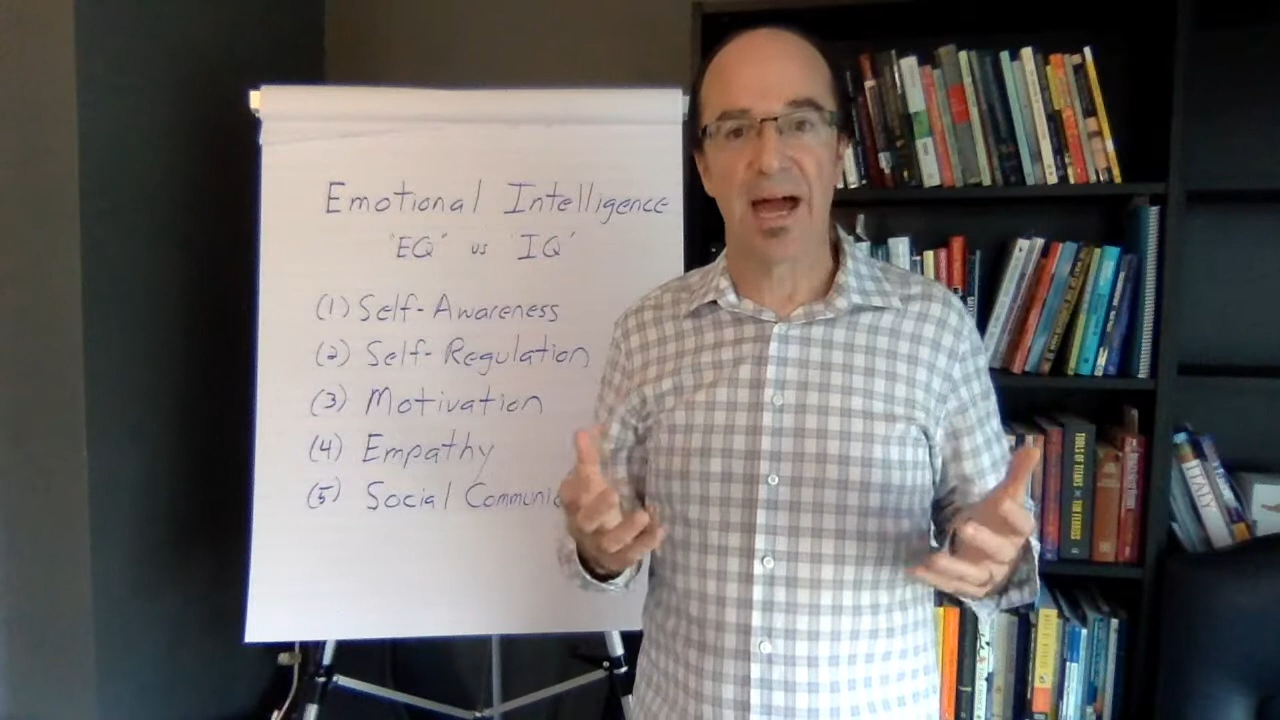 Emotional Intelligence
"EQ" vs "IQ"
(1) Self-Awareness
(2) Self-Regulation
(3) Motivation
(4) Empathy
(5) Social Communic
TOOLS OF TITANS TIM FERRISS
ITALY